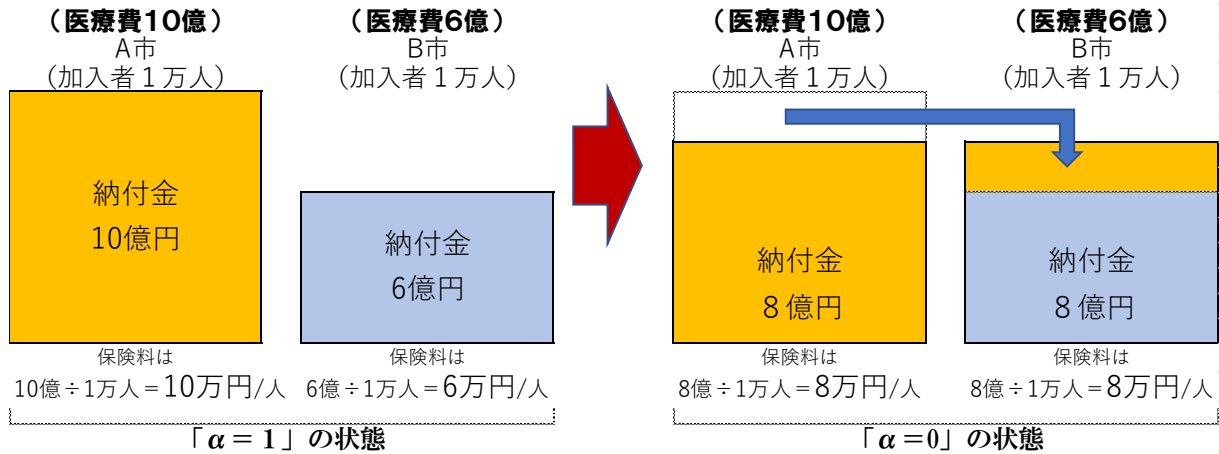 （医療費10億）
A市
(加入者１万人)
納付金
10億円
保険料は
10億÷1万人＝10万円/人
（医療費6億）
B市
(加入者１万人)
納付金
6億円
保険料は
6億÷1万人＝6万円/人
「α＝１」の状態
（医療費10億）
A市
(加入者１万人)
納付金
８億円
保険料は
8億÷1万人＝8万円/人
（医療費6億）
B市
(加入者１万人)
納付金
８億円
保険料は
8億÷1万人＝8万円/人
「α＝0」の状態